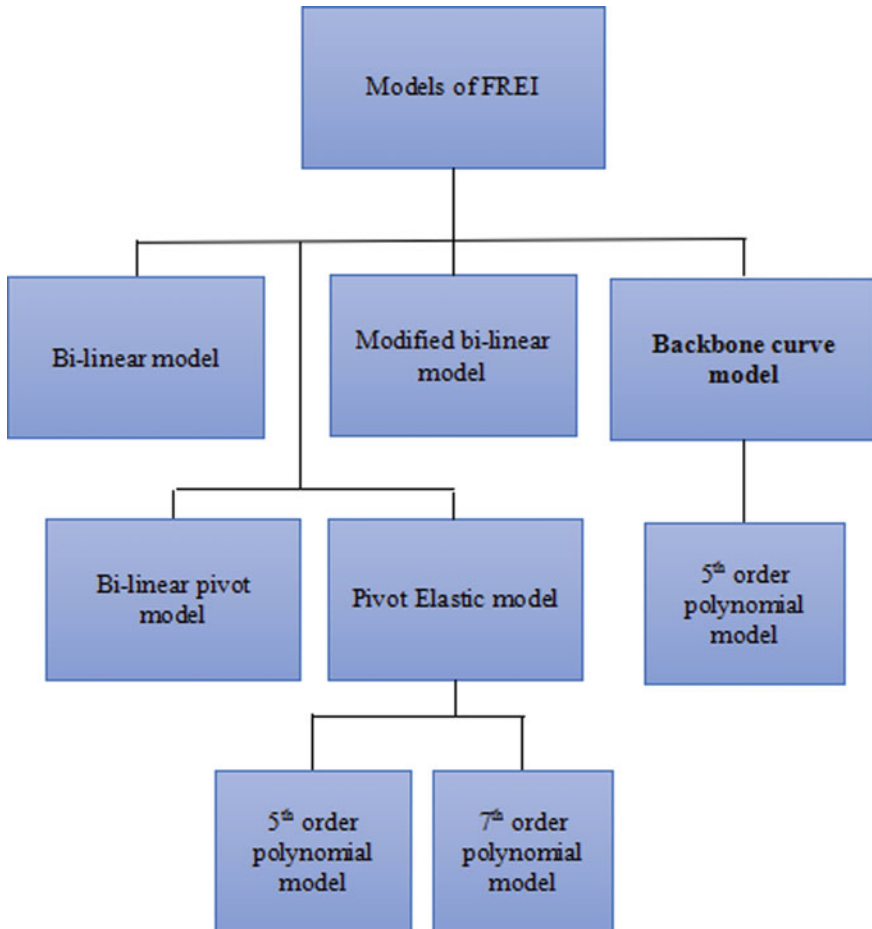 Models of FREI
Bi-linear model
Modified bi-linear
model
Backbone curve
model
Bi-linear pivot
model
Pivot Elastic model
5th order
polynomial
model
5th order
polynomial
model
7th order
polynomial
model